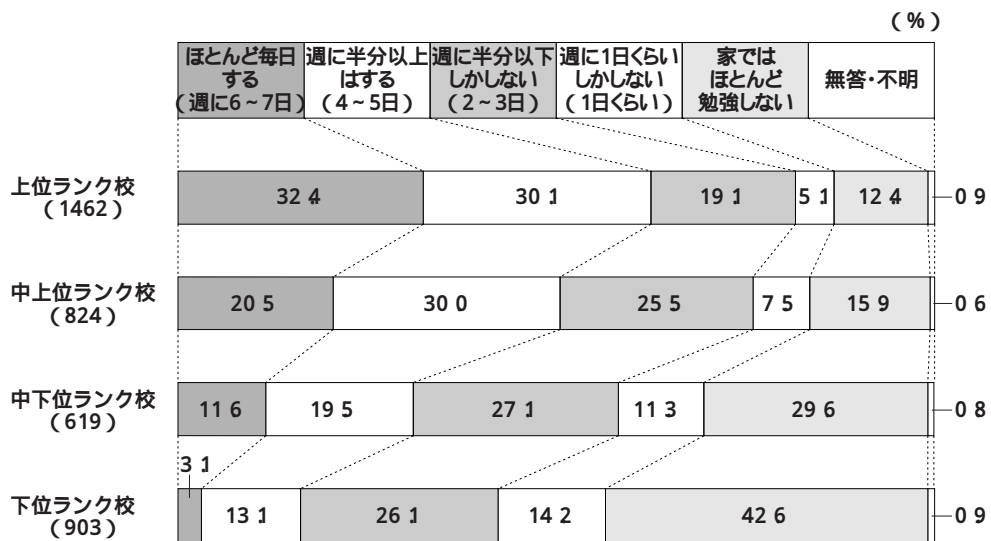 (%)
ほとんど毎日
する
(週に6~7日)
週に半分以上
はする
(4~5日)
週に半分以下
しかしない
(2~3日)
週に1日くらい
しかしない
(1日くらい)
家では
ほとんど
勉強しない
無答・不明
上位ランク校
(1462)
32.4 30.1 19.1 5.1 12.4 0.9
中上位ランク校
(824)
20.5 30.0 25.5 7.5 15.9 0.6
中下位ランク校
(619)
11.6 19.5 27.1 11.3 29.6 0.8
3.1
下位ランク校
(903)
13.1 26.1 14.2 42.6 0.9